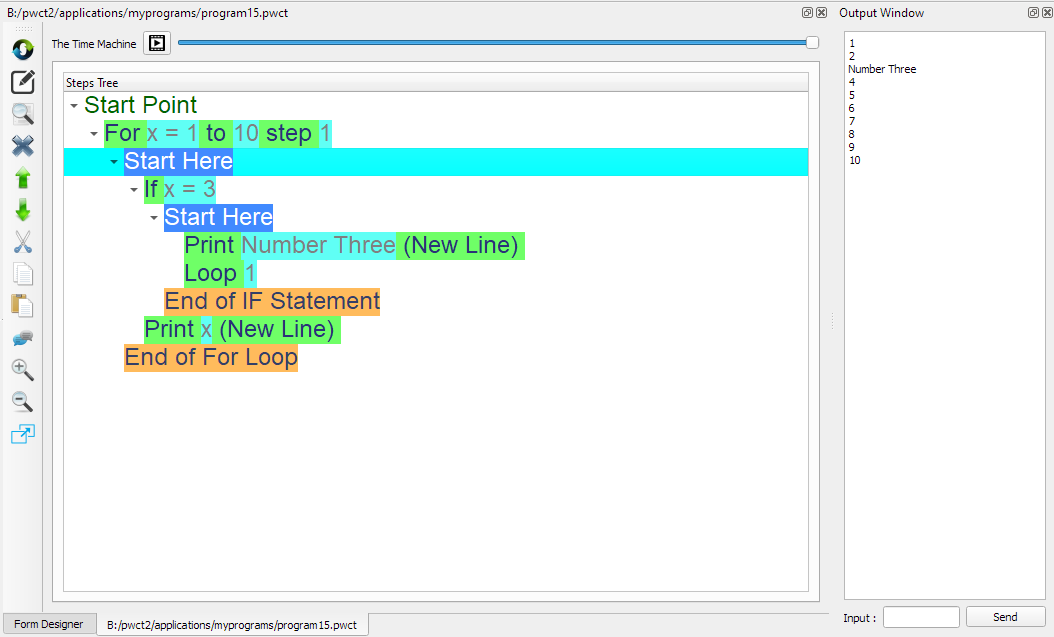 B:/pwct2/applications/myprograms/program15.pwct
The Time Machine
Steps Tree
Start Point
For x = 1 to 10 step 1
Start Here
If x = 3
Start Here
Print Number Three (New Line)
Loop 1
End of IF Statement
Print x (New Line)
End of For Loop
Form Designer
B:/pwct2/applications/myprograms/program15.pwct
Output Window
1
2
Number Three
4
5
6
7
8
9
10
Input :
Send